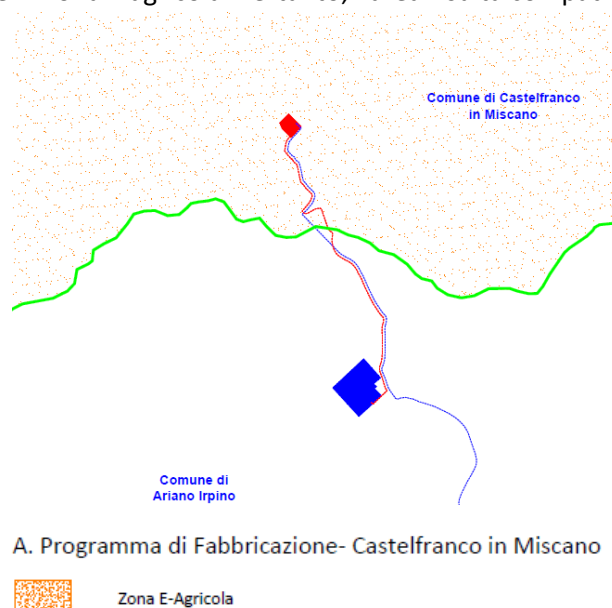 Comune di Castelfranco
in Miscano
Comune di
Ariano Irpino
A. Programma di Fabbricazione- Castelfranco in Miscano
Zona E-Agricola